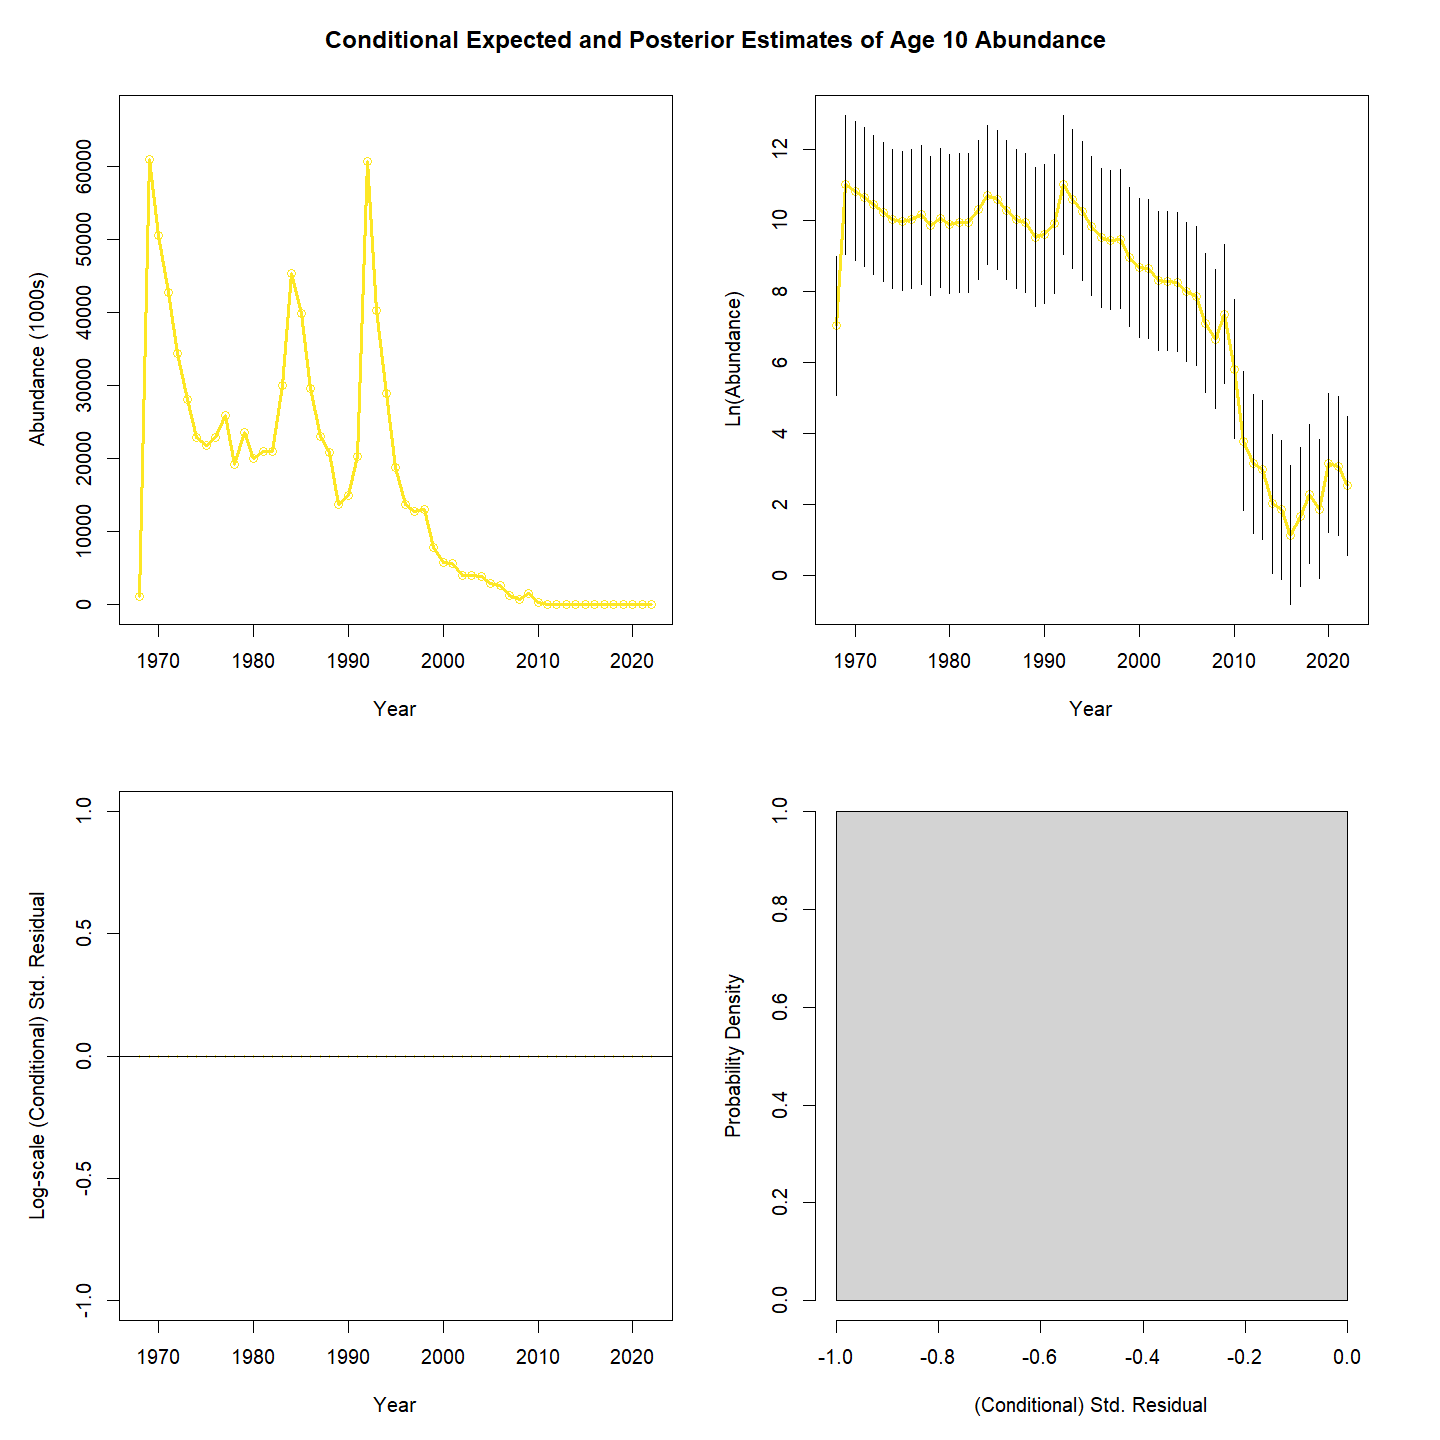 Conditional Expected and Posterior Estimates of Age 10 Abundance
Abundance (1000s)
60000
50000
40000
30000
20000
10000
0
1970 1980 1990 2000 2010 2020
Year
Ln(Abundance)
12
10
8
6
4
2
0
1970 1980 1990 2000 2010 2020
Year
Log-scale (Conditional) Std. Residual
1.0
0.5
0.0
-0.5
-1.0
1970 1980 1990 2000 2010 2020
Year
Probability Density
1.0
0.8
0.6
0.4
0.2
0.0
-1.0 -0.8 -0.6 -0.4 -0.2 0.0
(Conditional) Std. Residual